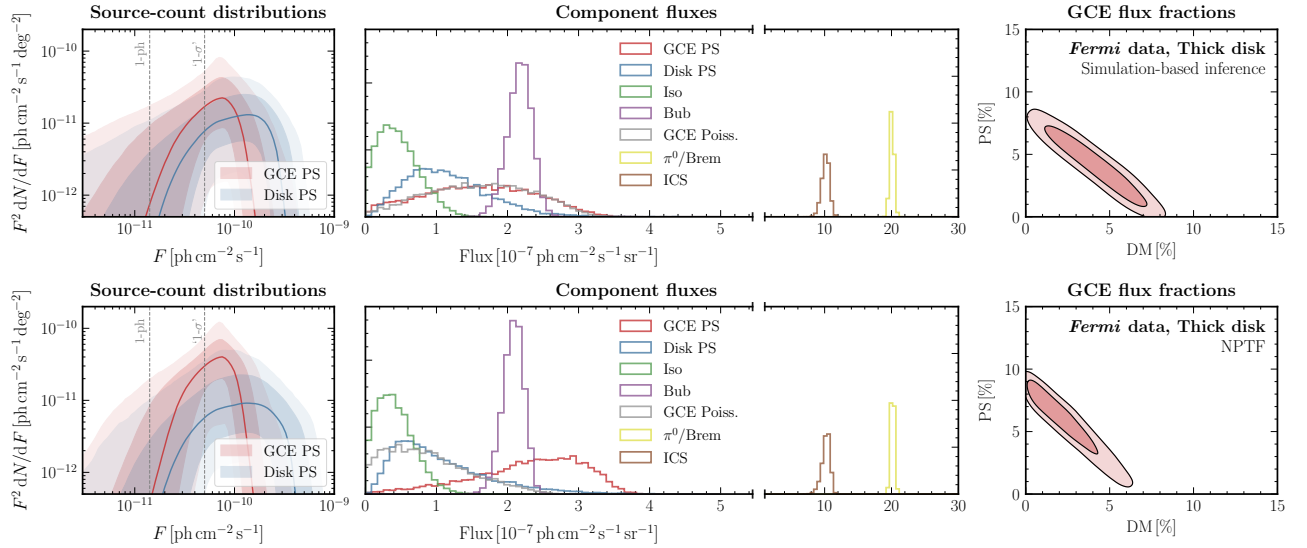 Source-count distributions
Component fluxes
GCE flux fractions
F² dN/dF [ph cm⁻² s⁻¹ deg⁻²]
10⁻¹⁰
10⁻¹¹
10⁻¹²
1-ph
'1-σ'
GCE PS
Disk PS
10⁻¹¹ 10⁻¹⁰ 10⁻⁹
F [ph cm⁻² s⁻¹]
GCE PS
Disk PS
Iso
Bub
GCE Poiss.
π⁰/Brem
ICS
0 1 2 3 4 5 10 20 30
Flux [10⁻⁷ ph cm⁻² s⁻¹ sr⁻¹]
Fermi data, Thick disk
Simulation-based inference
PS [%]
15
10
5
0
0 5 10 15
DM [%]
Source-count distributions
Component fluxes
GCE flux fractions
F² dN/dF [ph cm⁻² s⁻¹ deg⁻²]
10⁻¹⁰
10⁻¹¹
10⁻¹²
1-ph
'1-σ'
GCE PS
Disk PS
10⁻¹¹ 10⁻¹⁰ 10⁻⁹
F [ph cm⁻² s⁻¹]
GCE PS
Disk PS
Iso
Bub
GCE Poiss.
π⁰/Brem
ICS
0 1 2 3 4 5 10 20 30
Flux [10⁻⁷ ph cm⁻² s⁻¹ sr⁻¹]
Fermi data, Thick disk
NPTF
PS [%]
15
10
5
0
0 5 10 15
DM [%]